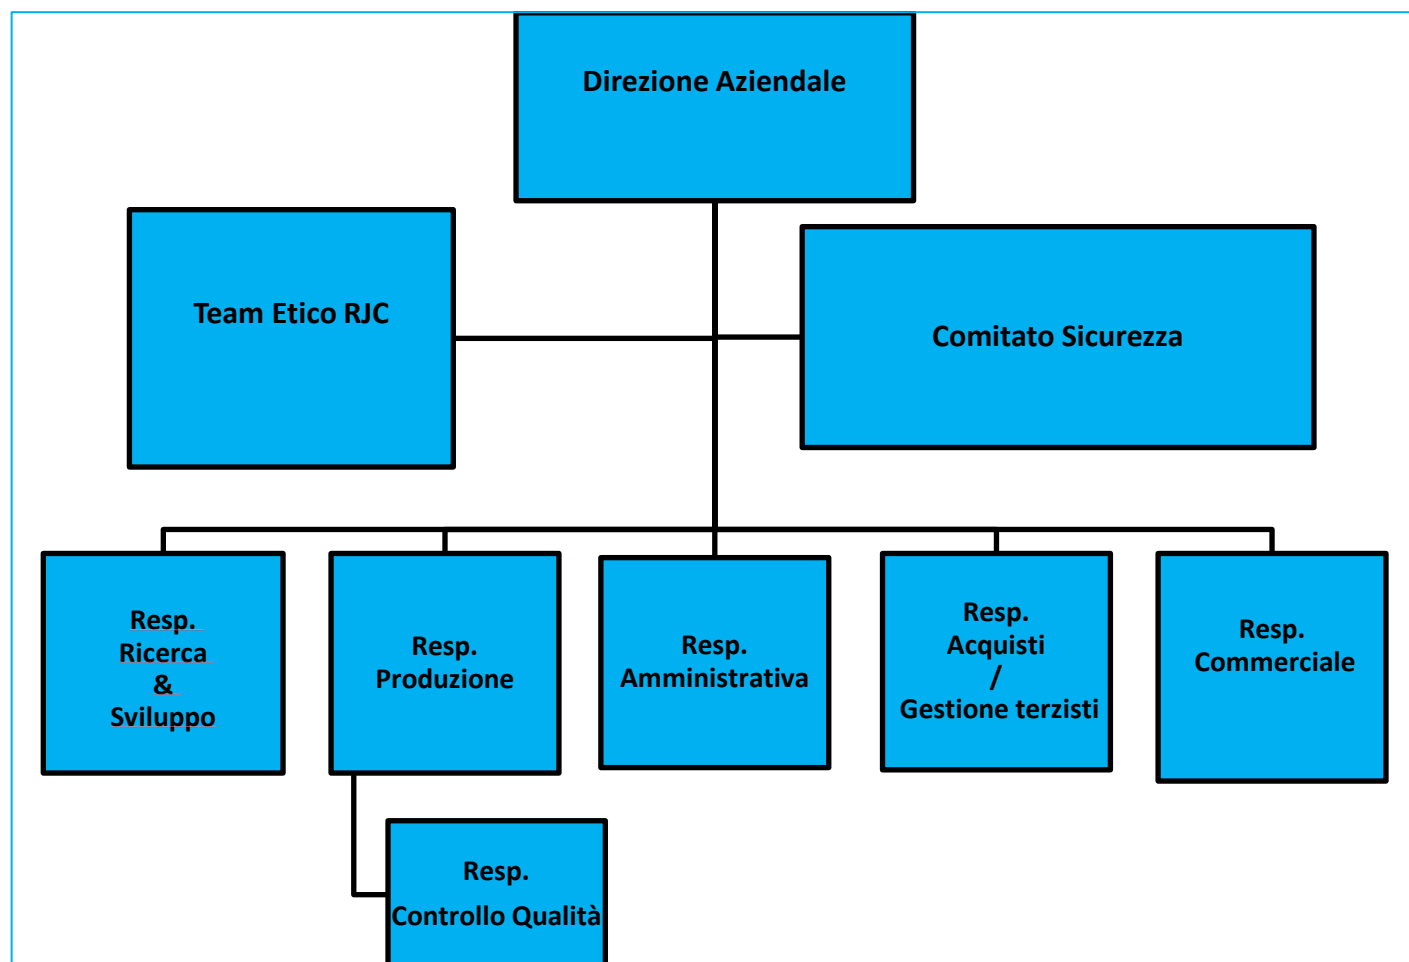 Direzione Aziendale
Team Etico RJC
Comitato Sicurezza
Resp.
Ricerca
&
Sviluppo
Resp.
Produzione
Resp.
Amministrativa
Resp.
Acquisti
/
Gestione terzisti
Resp.
Commerciale
Resp.
Controllo Qualità